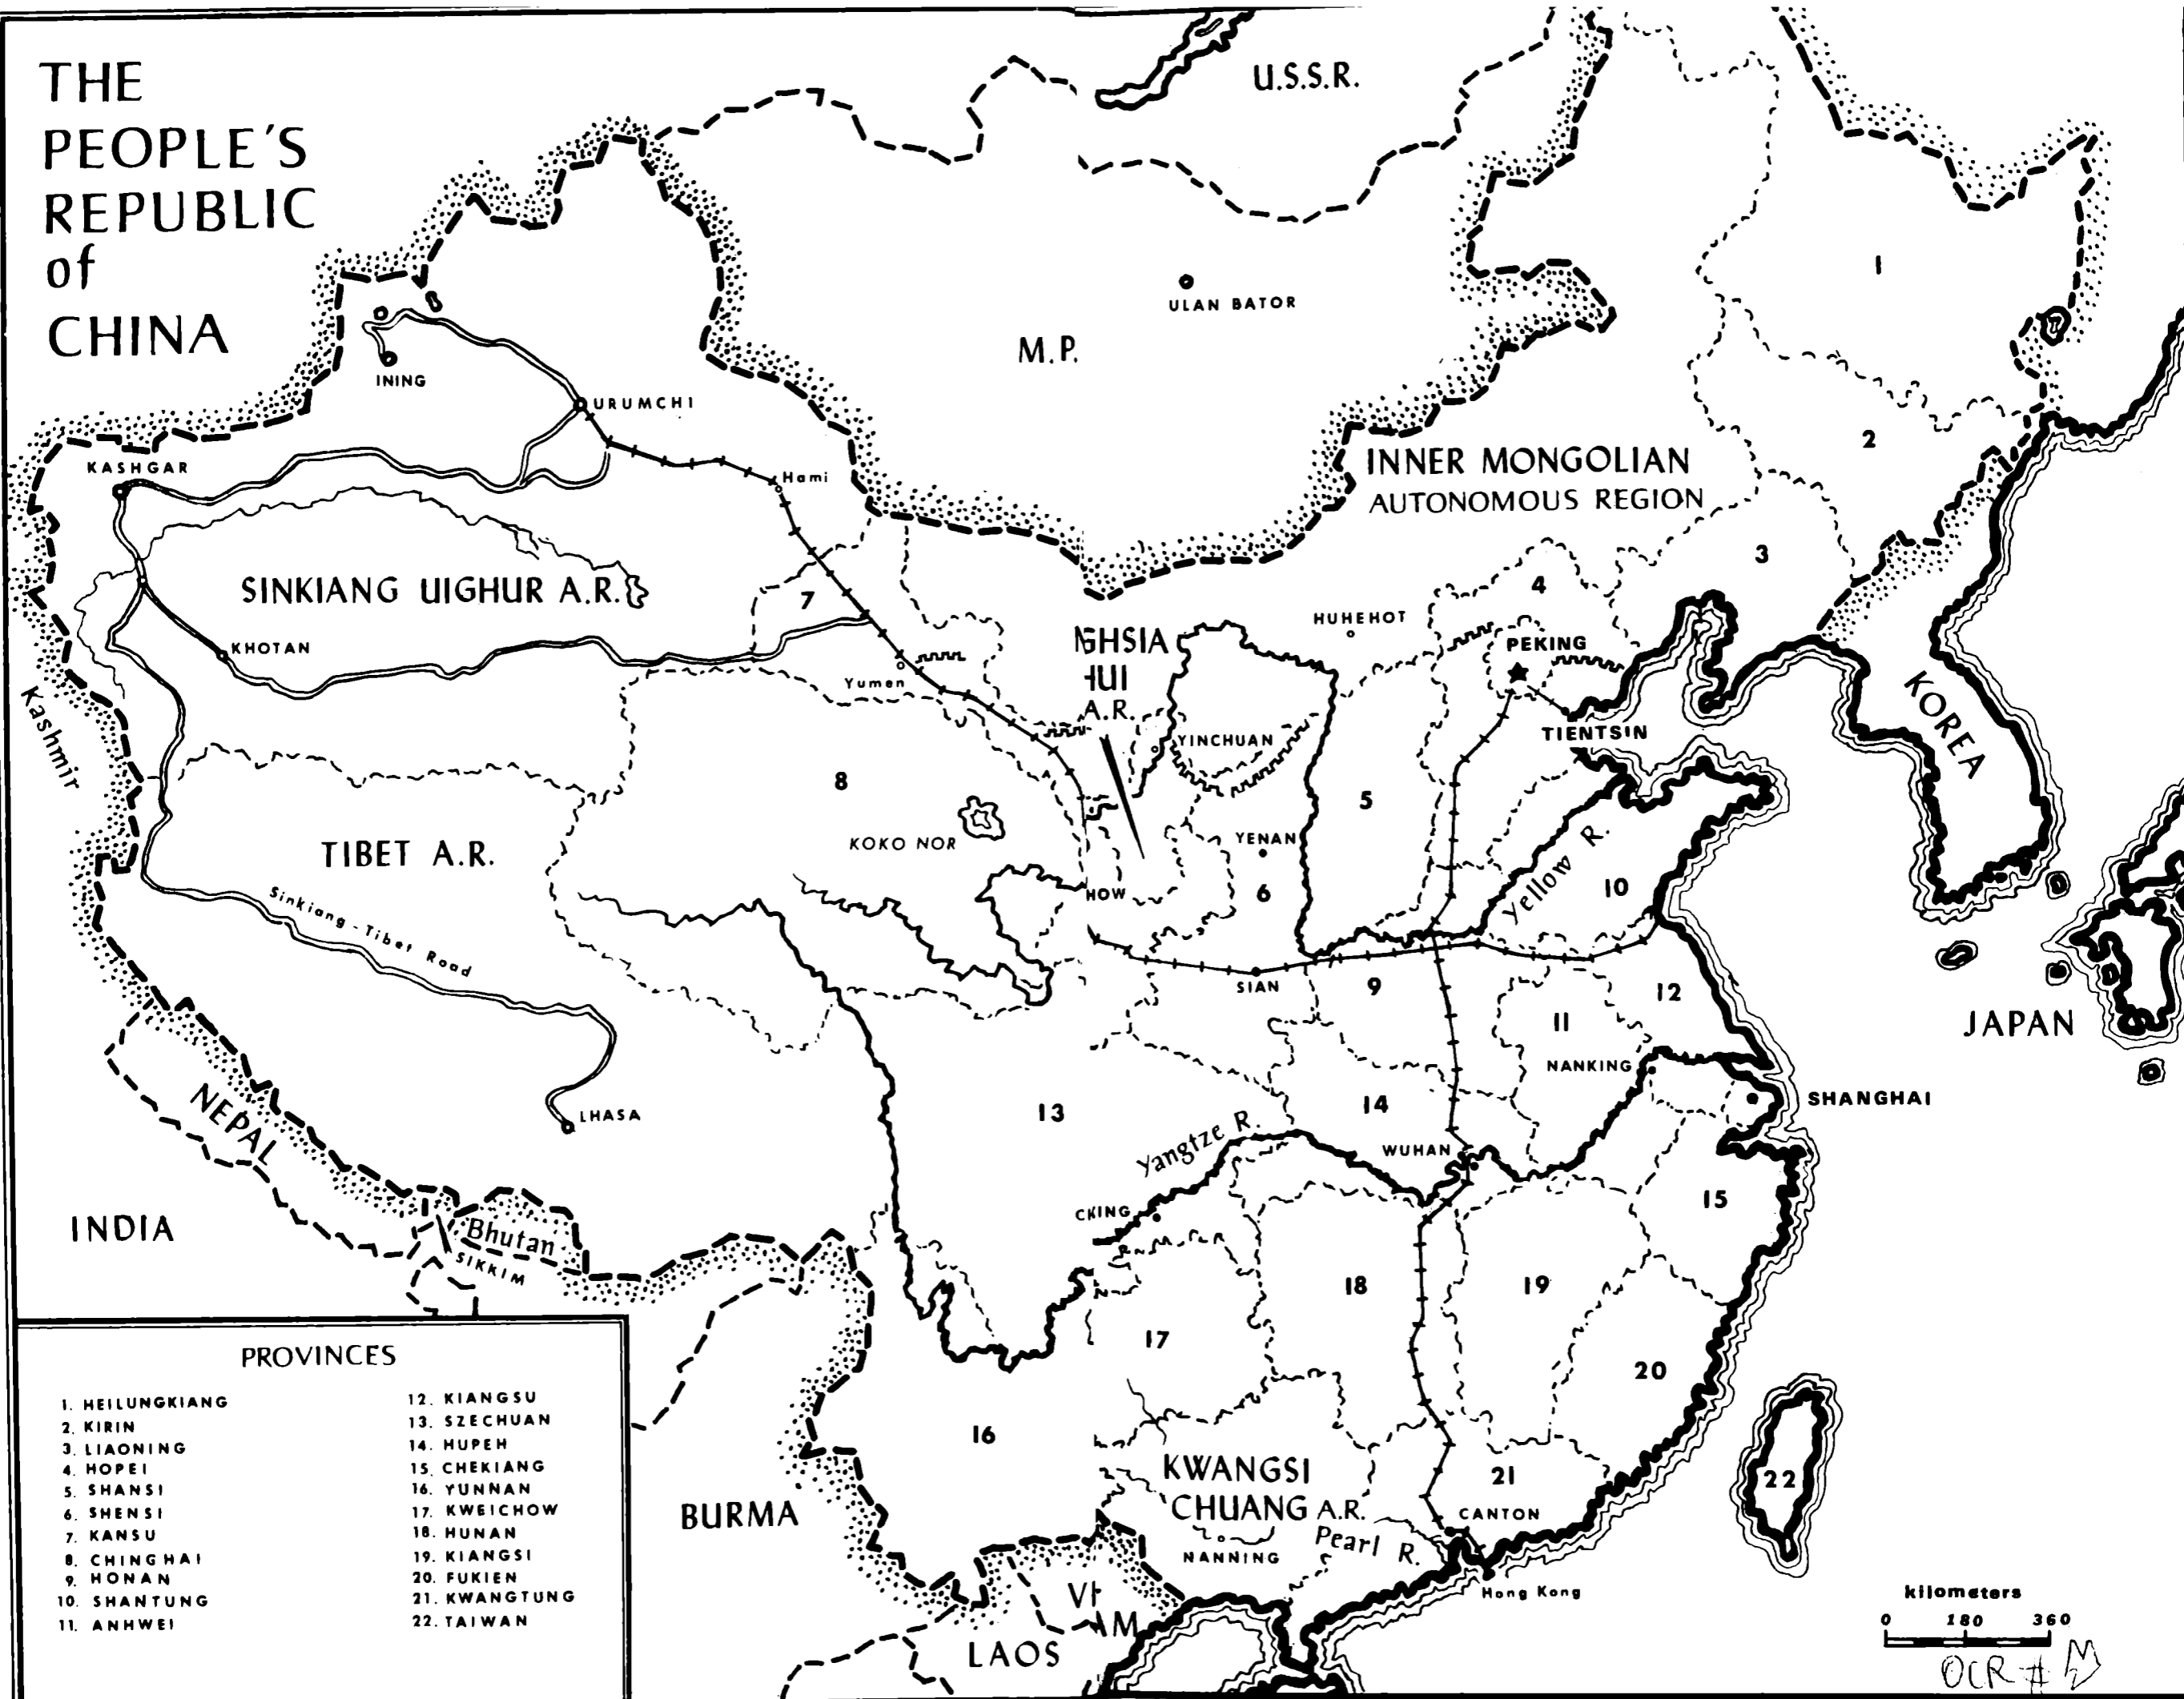 THE
PEOPLE'S
REPUBLIC
of
CHINA
U.S.S.R.
ULAN BATOR
M.P.
INING
URUMCHI
KASHGAR
Hami
INNER MONGOLIAN
AUTONOMOUS REGION
1
2
3
4
SINKIANG UIGHUR A.R.
7
KHOTAN
Yumen
HUHEHOT
PEKING
GHSIA
HUI
A.R.
YINCHUAN
TIENTSIN
KOREA
Kashmir
8
KOKO NOR
5
YENAN
6
Yellow R.
10
TIBET A.R.
HOW
Sinkiang-Tibet Road
SIAN
9
11
12
JAPAN
NANKING
SHANGHAI
LHASA
13
14
Yangtze R.
WUHAN
NEPAL
CKING
15
INDIA
Bhutan
SIKKIM
18
19
17
20
16
KWANGSI
CHUANG A.R.
21
22
BURMA
CANTON
Pearl R.
NANNING
Hong Kong
LAOS
PROVINCES
1. HEILUNGKIANG
2. KIRIN
3. LIAONING
4. HOPEI
5. SHANSI
6. SHENSI
7. KANSU
8. CHINGHAI
9. HONAN
10. SHANTUNG
11. ANHWEI
12. KIANGSU
13. SZECHUAN
14. HUPEH
15. CHEKIANG
16. YUNNAN
17. KWEICHOW
18. HUNAN
19. KIANGSI
20. FUKIEN
21. KWANGTUNG
22. TAIWAN
kilometers
0 180 360
OCR #